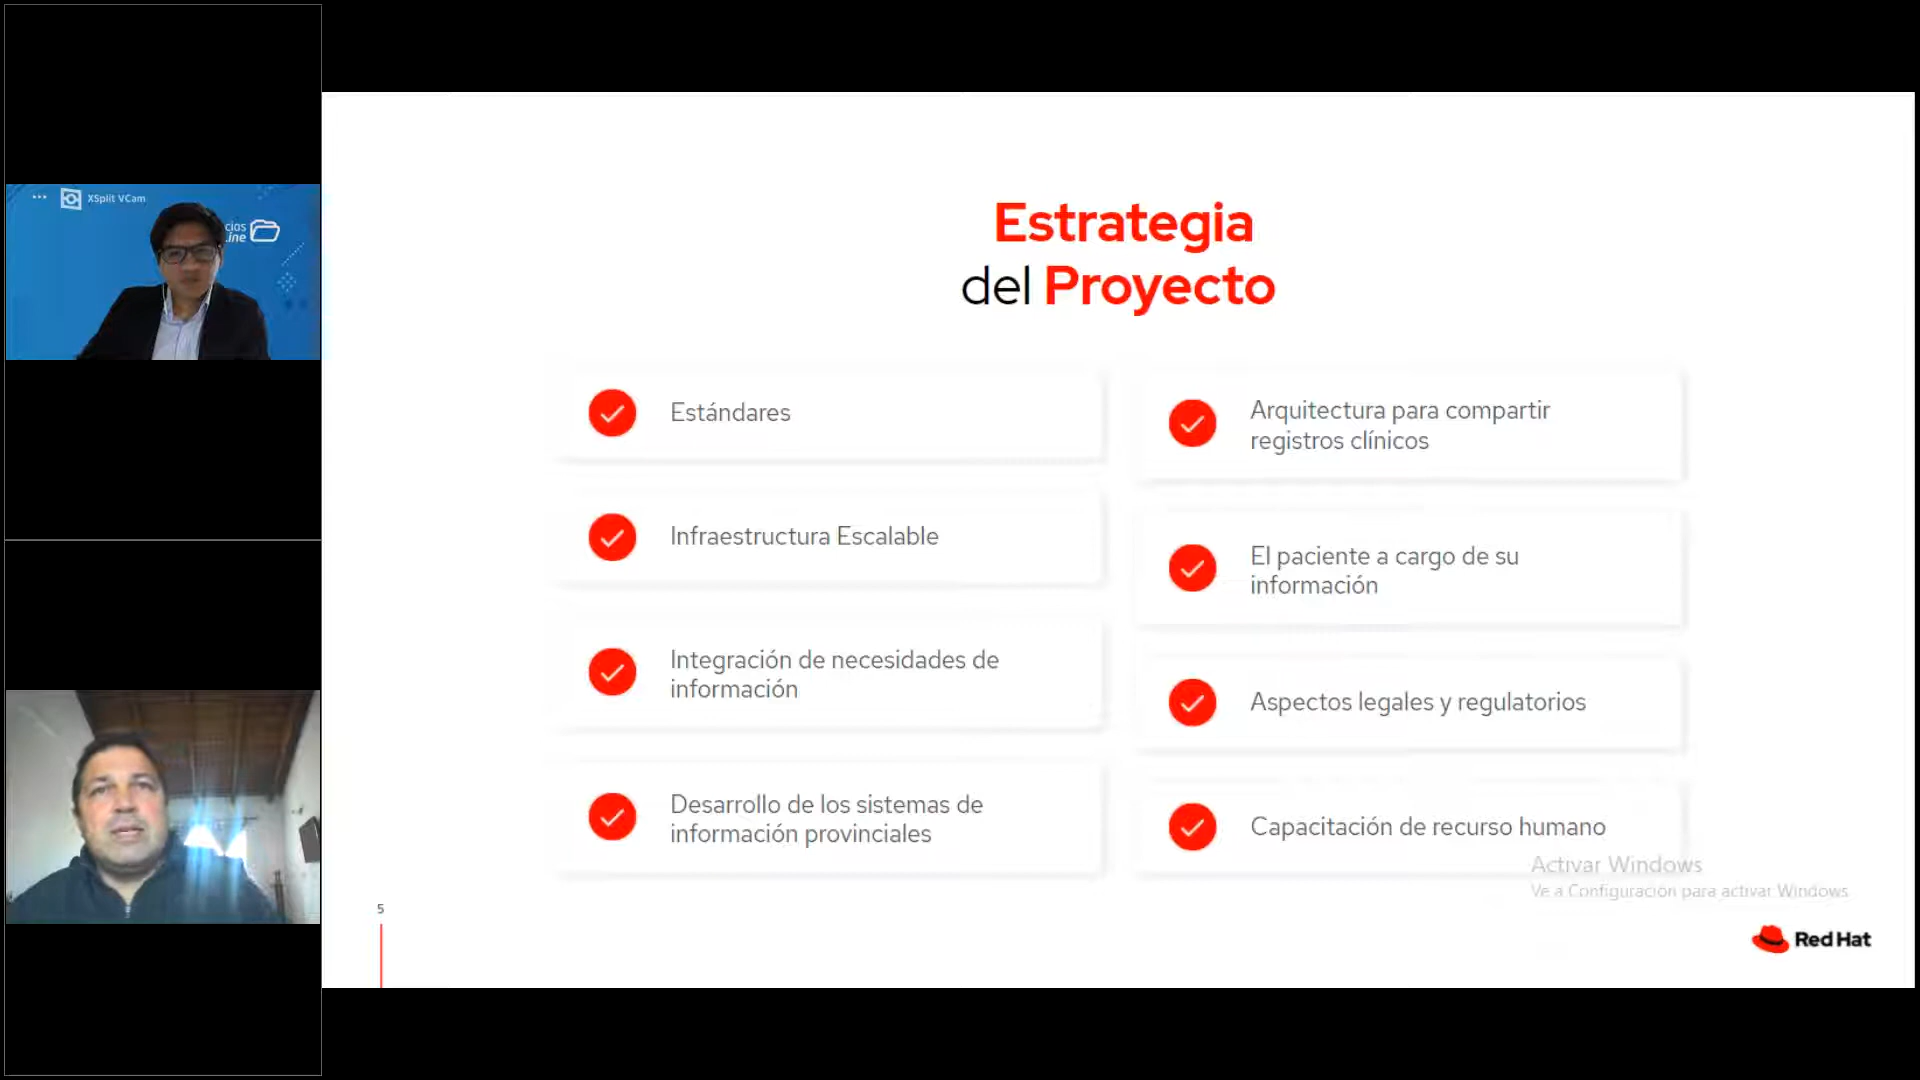 XSplit VCam
cios
Line
Estrategia
del Proyecto
Estándares
Infraestructura Escalable
Integración de necesidades de
información
Desarrollo de los sistemas de
información provinciales
Arquitectura para compartir
registros clínicos
El paciente a cargo de su
información
Aspectos legales y regulatorios
Capacitación de recurso humano
Activar Windows
Ve a Configuración para activar Windows
5
Red Hat